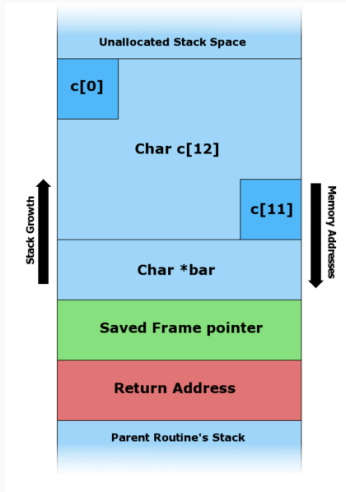 Unallocated Stack Space
c[0]
Char c[12]
Stack Growth
Memory Addresses
c[11]
Char *bar
Saved Frame pointer
Return Address
Parent Routine's Stack